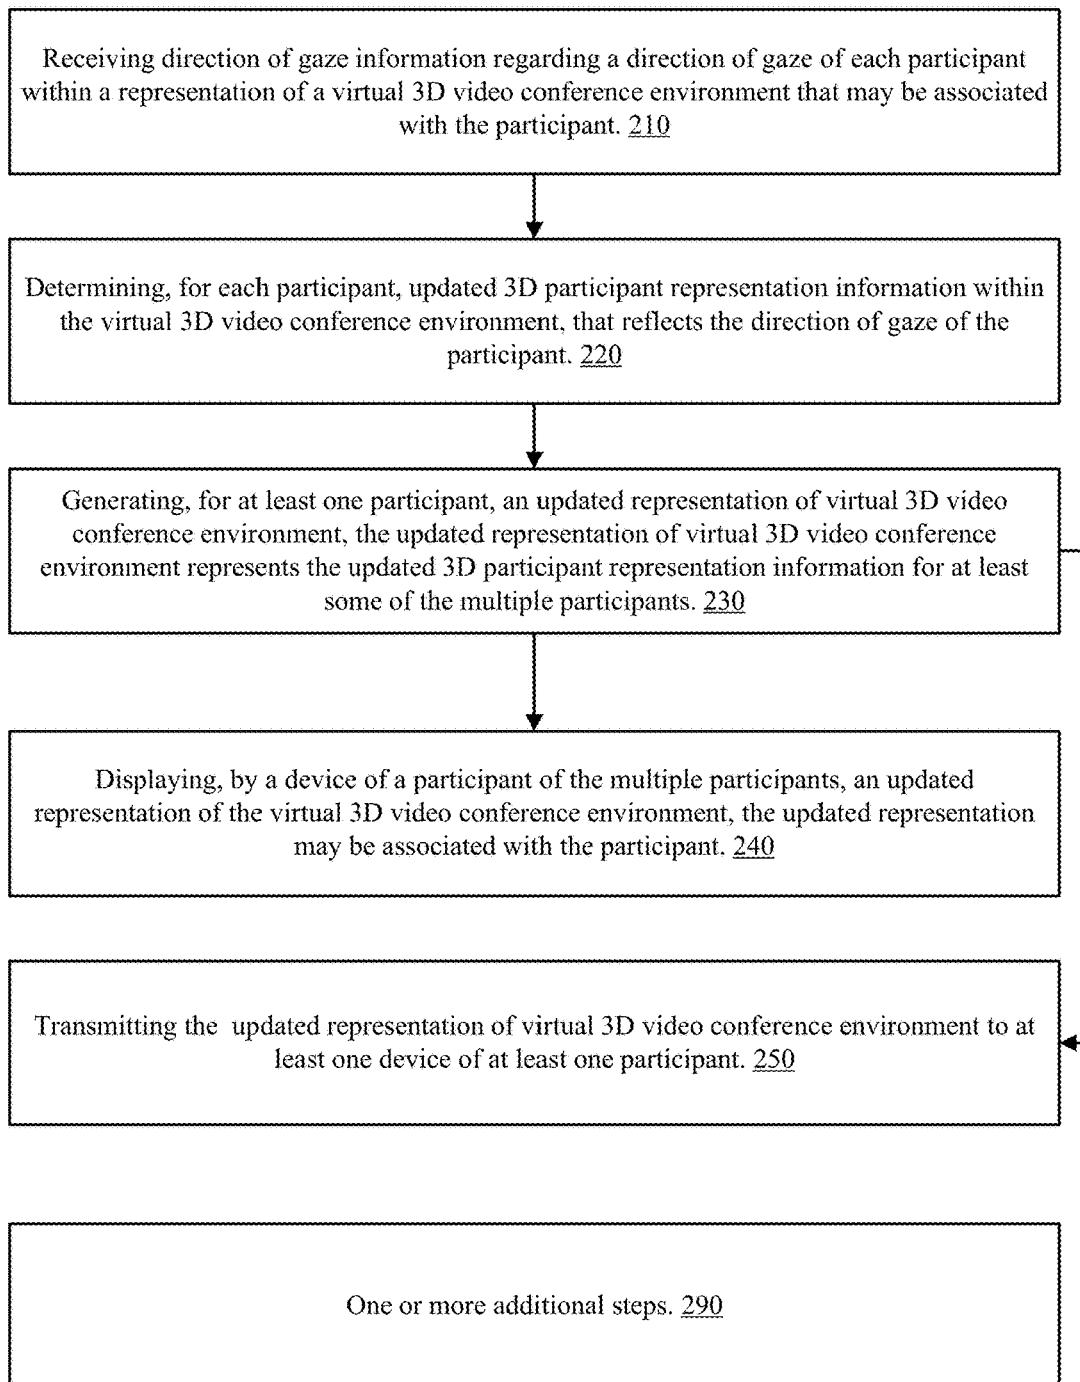 Receiving direction of gaze information regarding a direction of gaze of each participant
within a representation of a virtual 3D video conference environment that may be associated
with the participant. 210
Determining, for each participant, updated 3D participant representation information within
the virtual 3D video conference environment, that reflects the direction of gaze of the
participant. 220
Generating, for at least one participant, an updated representation of virtual 3D video
conference environment, the updated representation of virtual 3D video conference
environment represents the updated 3D participant representation information for at least
some of the multiple participants. 230
Displaying, by a device of a participant of the multiple participants, an updated
representation of the virtual 3D video conference environment, the updated representation
may be associated with the participant. 240
Transmitting the updated representation of virtual 3D video conference environment to at
least one device of at least one participant. 250
One or more additional steps. 290